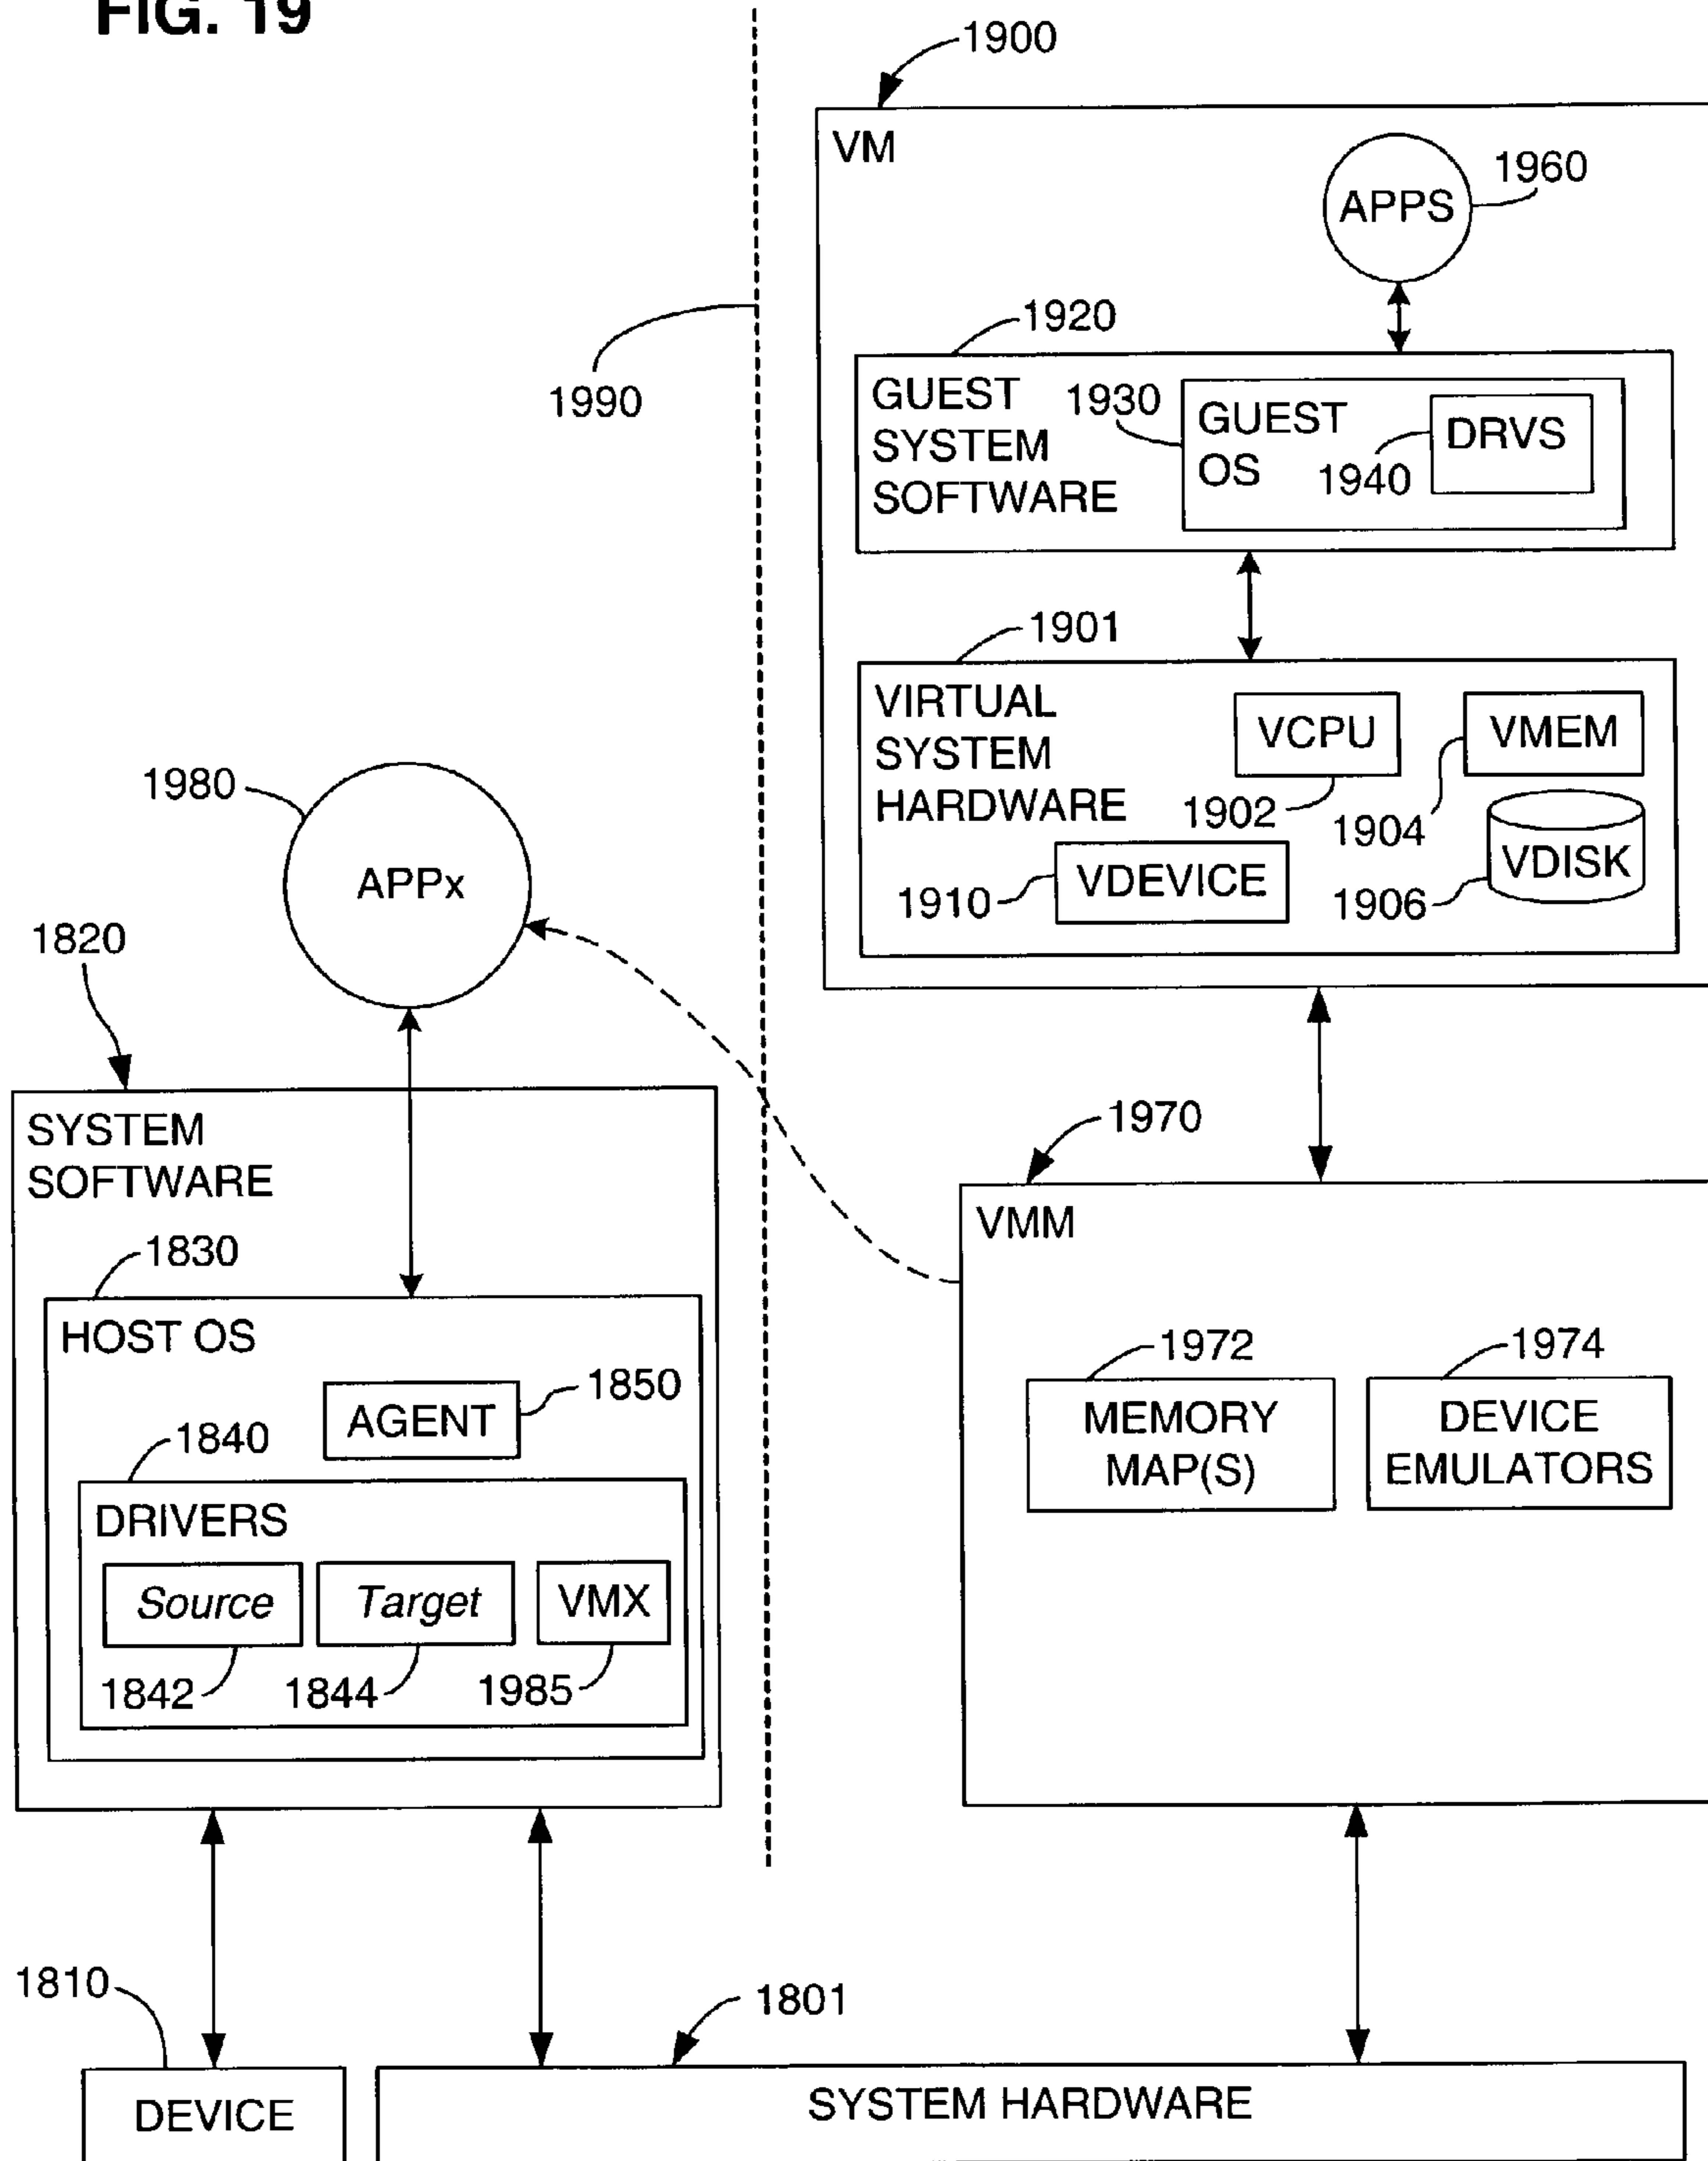 FIG. 19
1900
VM
1960
APPS
1920
1990
GUEST
SYSTEM
SOFTWARE
1930
GUEST
OS
DRVS
1940
1901
VIRTUAL
SYSTEM
HARDWARE
VCPU
VMEM
1902
1904
VDISK
1910
VDEVICE
1906
1980
APPx
1820
SYSTEM
SOFTWARE
1970
VMM
1830
HOST OS
1972
1974
AGENT
1850
MEMORY
MAP(S)
DEVICE
EMULATORS
1840
DRIVERS
Source
Target
VMX
1842
1844
1985
1810
1801
DEVICE
SYSTEM HARDWARE